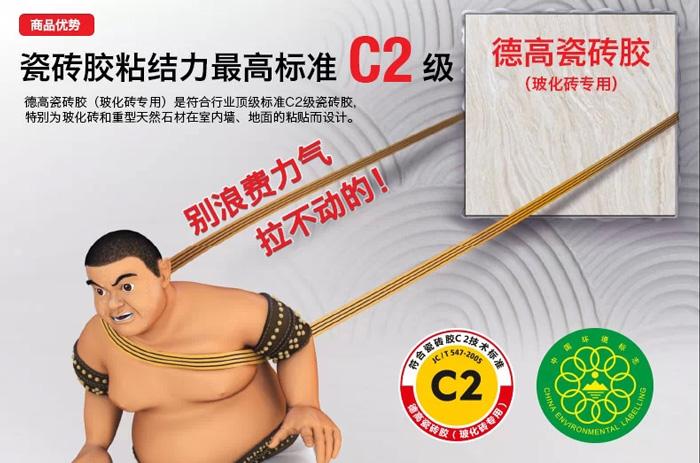 商品优势
瓷砖胶粘结力最高标准 C2 级
德高瓷砖胶（玻化砖专用）是符合行业顶级标准C2级瓷砖胶,
特别为玻化砖和重型天然石材在室内墙、地面的粘贴而设计。
德高瓷砖胶
（玻化砖专用）
别浪费力气
拉不动的！
符合瓷砖胶C2技术标准
JC/T 547-2005
C2
德高瓷砖胶（玻化砖专用）
中国环境标志
CHINA ENVIRONMENTAL LABELLING